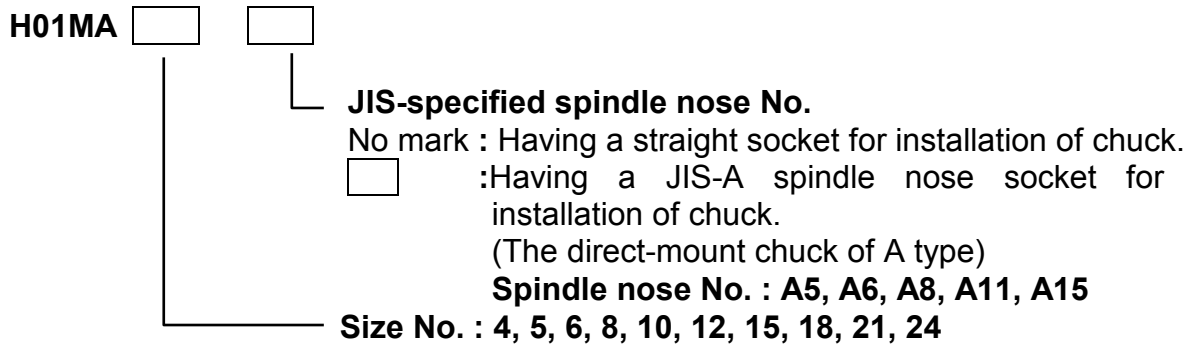 H01MA
JIS-specified spindle nose No.
No mark : Having a straight socket for installation of chuck.
:Having a JIS-A spindle nose socket for
installation of chuck.
(The direct-mount chuck of A type)
Spindle nose No. : A5, A6, A8, A11, A15
Size No. : 4, 5, 6, 8, 10, 12, 15, 18, 21, 24